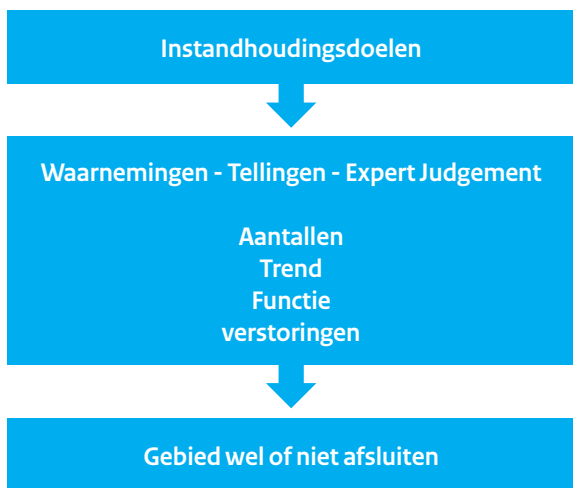 Instandhoudingsdoelen
Waarnemingen - Tellingen - Expert Judgement
Aantallen
Trend
Functie
verstoringen
Gebied wel of niet afsluiten